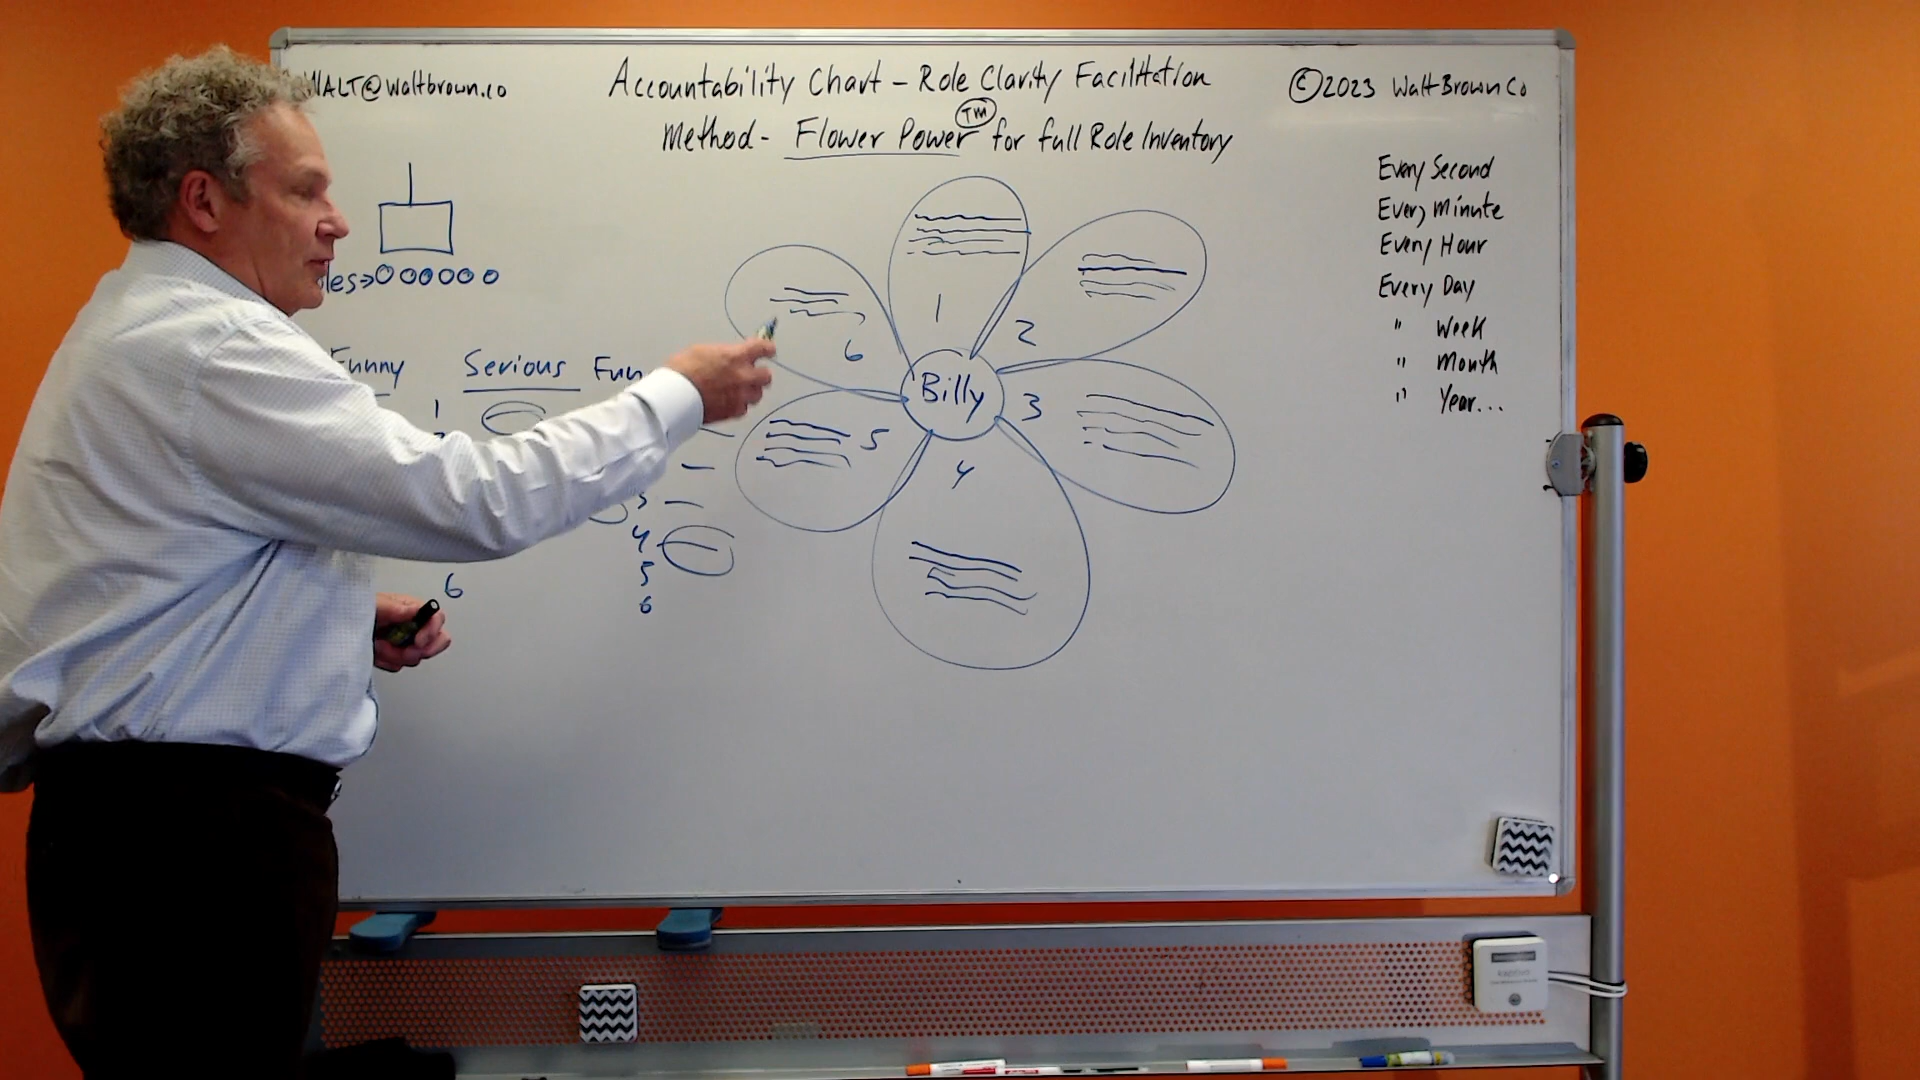 WALT@waltbrown.co
Accountability Chart - Role Clarity Facilitation
Method - Flower Power TM for full Role Inventory
©2023 WaltBrownCo
Every Second
Every Minute
Every Hour
Every Day
" Week
" Month
" Year...
Funny Serious
1
6
3
4
5
6
Billy
1
2
3
4
5
6